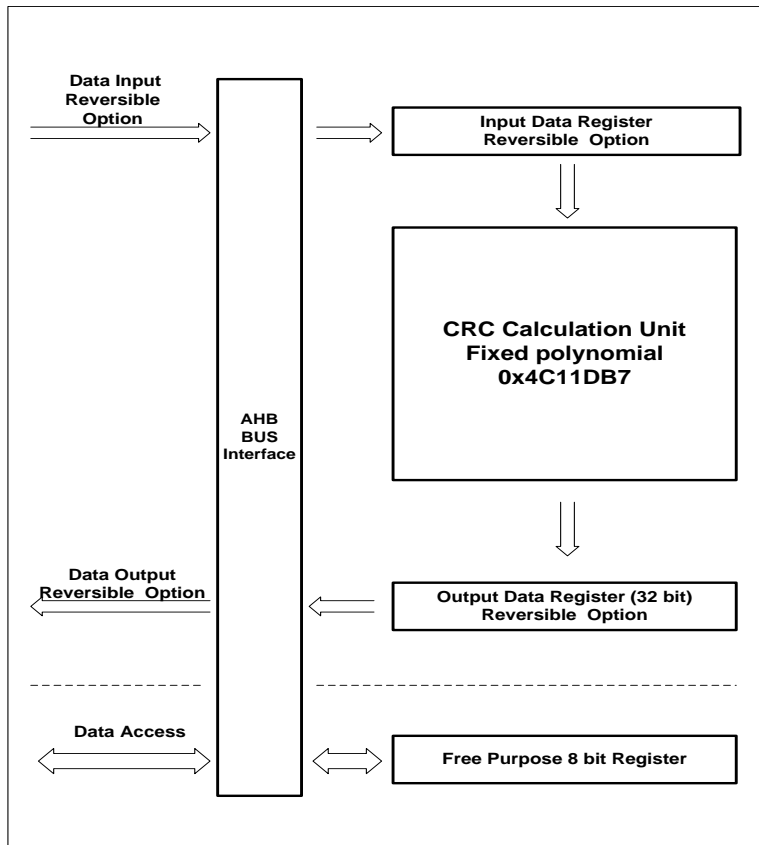 Data Input
Reversible
Option
Input Data Register
Reversible Option
CRC Calculation Unit
Fixed polynomial
0x4C11DB7
AHB
BUS
Interface
Data Output
Reversible Option
Output Data Register (32 bit)
Reversible Option
Data Access
Free Purpose 8 bit Register